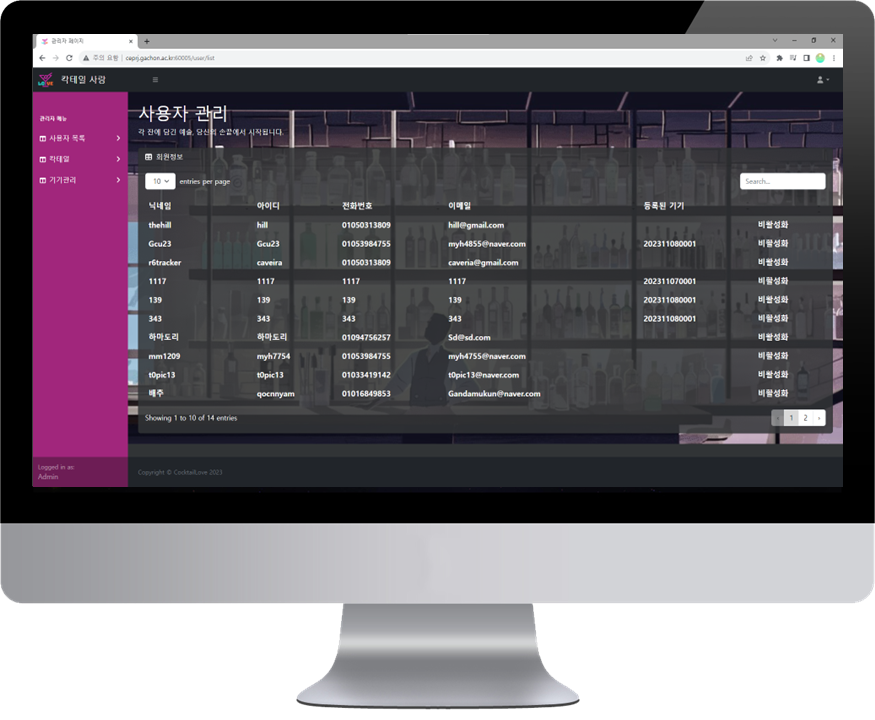 관리자 페이지
주의 요함 | ceprj.gachon.ac.kr:60005/user/list
칵테일 사랑
관리자 메뉴
사용자 목록
칵테일
기기관리
사용자 관리
각 잔에 담긴 예술, 당신의 손끝에서 시작됩니다.
회원정보
10 entries per page Search...
닉네임 아이디 전화번호 이메일 등록된 기기
thehill hill 01050313809 hill@gmail.com 비활성화
Gcu23 Gcu23 01053984755 myh4855@naver.com 202311080001 비활성화
r6tracker caveira 01050313809 caveria@gmail.com 비활성화
1117 1117 1117 1117 202311070001 비활성화
139 139 139 139 202311080001 비활성화
343 343 343 343 202311080001 비활성화
하마도리 하마도리 01094756257 Sd@sd.com 비활성화
mm1209 myh7754 01053984755 myh4755@naver.com 비활성화
t0pic13 t0pic13 01033419142 t0pic13@naver.com 비활성화
배주 qocnnyam 01016849853 Gandamukun@naver.com 비활성화
Showing 1 to 10 of 14 entries ‹ 1 2 ›
Logged in as:
Admin
Copyright © CocktailLove 2023